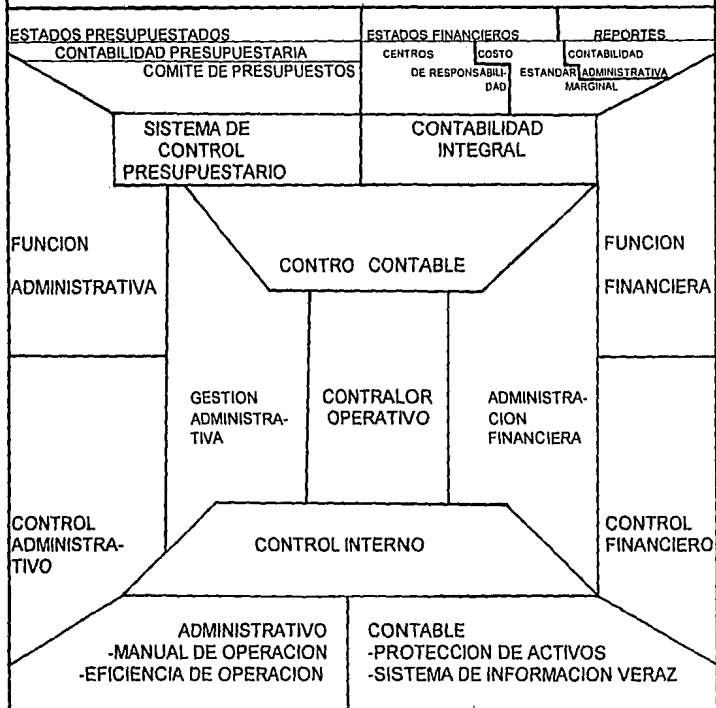 ESTADOS PRESUPUESTADOS
CONTABILIDAD PRESUPUESTARIA
COMITE DE PRESUPUESTOS
ESTADOS FINANCIEROS
REPORTES
CENTROS
COSTO
CONTABILIDAD
DE RESPONSABILI-
DAD
ESTANDAR
ADMINISTRATIVA
MARGINAL
SISTEMA DE
CONTROL
PRESUPUESTARIO
CONTABILIDAD
INTEGRAL
FUNCION
ADMINISTRATIVA
CONTRO CONTABLE
FUNCION
FINANCIERA
GESTION
ADMINISTRA-
TIVA
CONTRALOR
OPERATIVO
ADMINISTRA-
CION
FINANCIERA
CONTROL
ADMINISTRA-
TIVO
CONTROL INTERNO
CONTROL
FINANCIERO
ADMINISTRATIVO
-MANUAL DE OPERACION
-EFICIENCIA DE OPERACION
CONTABLE
-PROTECCION DE ACTIVOS
-SISTEMA DE INFORMACION VERAZ